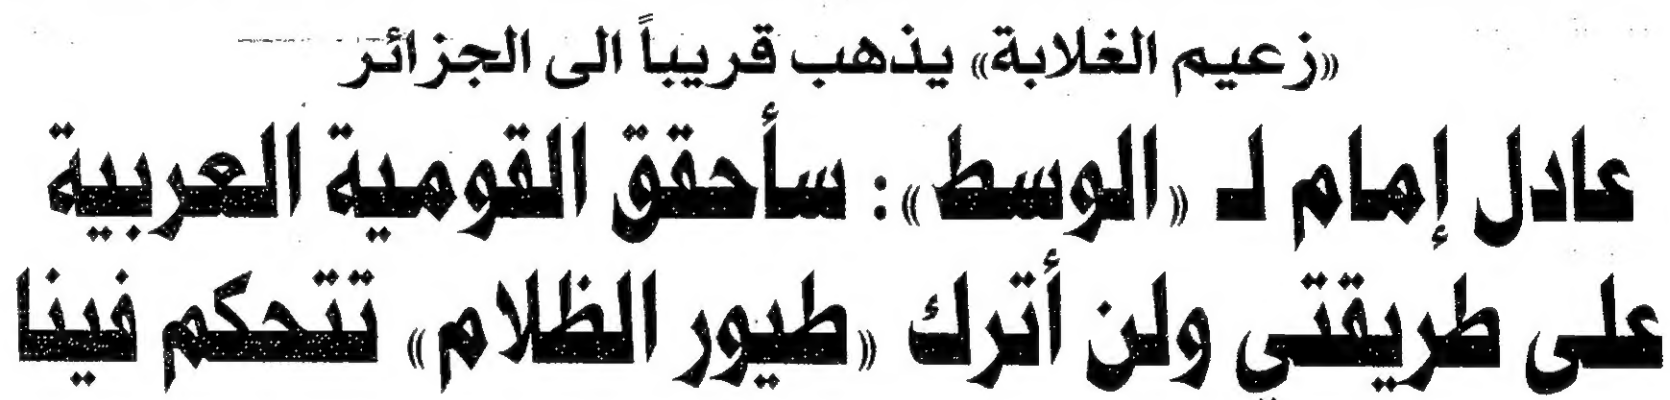 «زعيم الغلابة» يذهب قريباً الى الجزائر
عادل إمام لـ «الوسط»: سأحقق القومية العربية
على طريقتي ولن أترك «طيور الظلام» تتحكم فينا